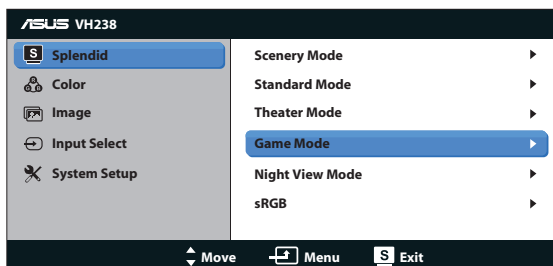 ASUS VH238
S Splendid
Color
Image
Input Select
System Setup
Scenery Mode
Standard Mode
Theater Mode
Game Mode
Night View Mode
sRGB
Move Menu S Exit